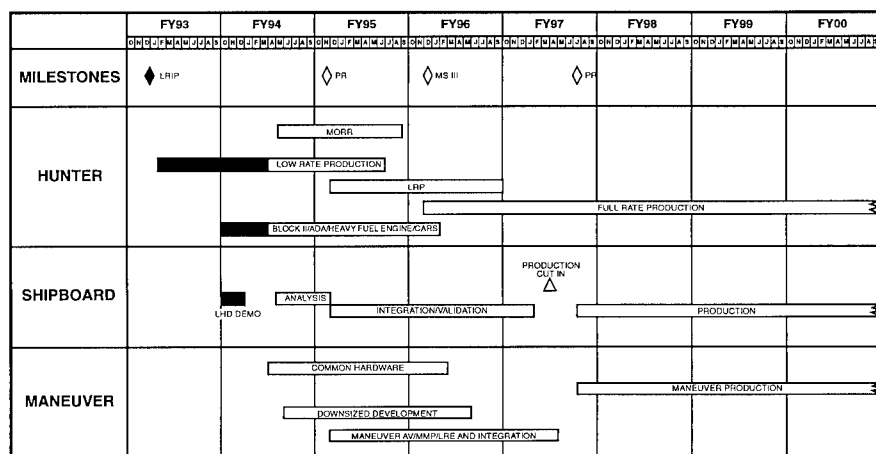 FY93 FY94 FY95 FY96 FY97 FY98 FY99 FY00
O N D J F M A M J J A S O N D J F M A M J J A S O N D J F M A M J J A S O N D J F M A M J J A S O N D J F M A M J J A S O N D J F M A M J J A S O N D J F M A M J J A S O N D J F M A M J J A S
MILESTONES LRIP PR MS III PR
HUNTER
MORR
LOW RATE PRODUCTION
LRP
FULL RATE PRODUCTION
BLOCK II/ADA/HEAVY FUEL ENGINE/CARS
SHIPBOARD
PRODUCTION
CUT IN
ANALYSIS
LHD DEMO
INTEGRATION/VALIDATION
PRODUCTION
MANEUVER
COMMON HARDWARE
MANEUVER PRODUCTION
DOWNSIZED DEVELOPMENT
MANEUVER AV/MMP/LRE AND INTEGRATION